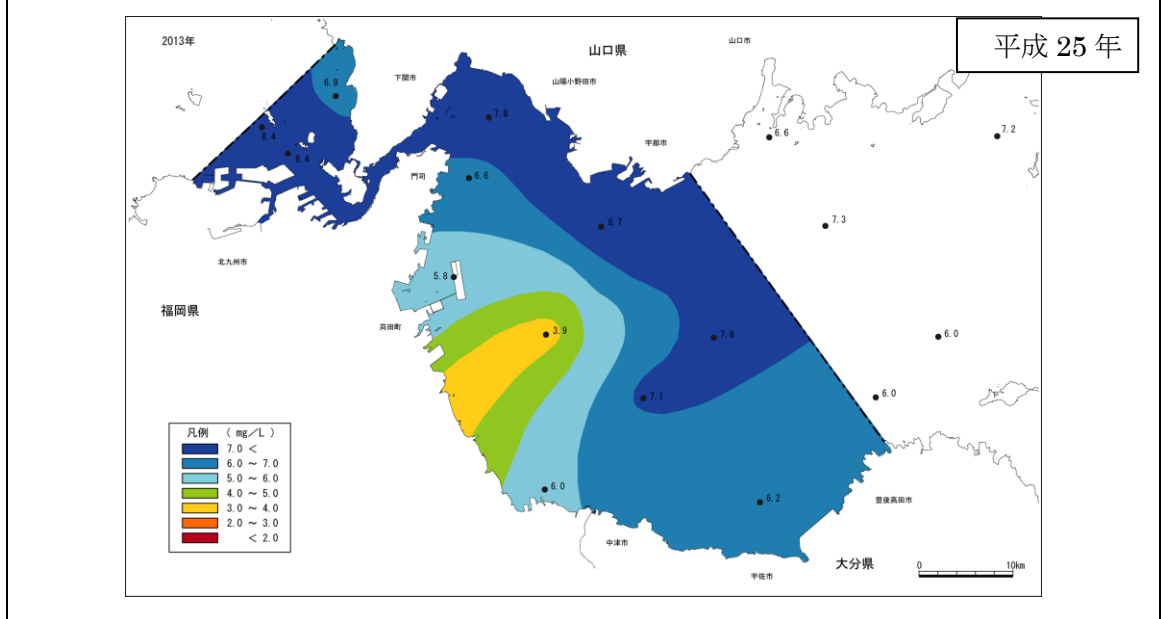 平成 25 年
2013年
山口県
山口市
下関市
山陽小野田市
6.9
7.8
8.4
8.4
6.6
7.2
宇部市
門司
6.6
8.7
7.3
北九州市
5.8
福岡県
苅田町
3.9
7.8
6.0
7.1
6.0
凡例 （ mg／L ）
7.0 <
6.0 ～ 7.0
5.0 ～ 6.0
4.0 ～ 5.0
3.0 ～ 4.0
2.0 ～ 3.0
< 2.0
6.0
6.2
豊後高田市
中津市
大分県
宇佐市
0 10km